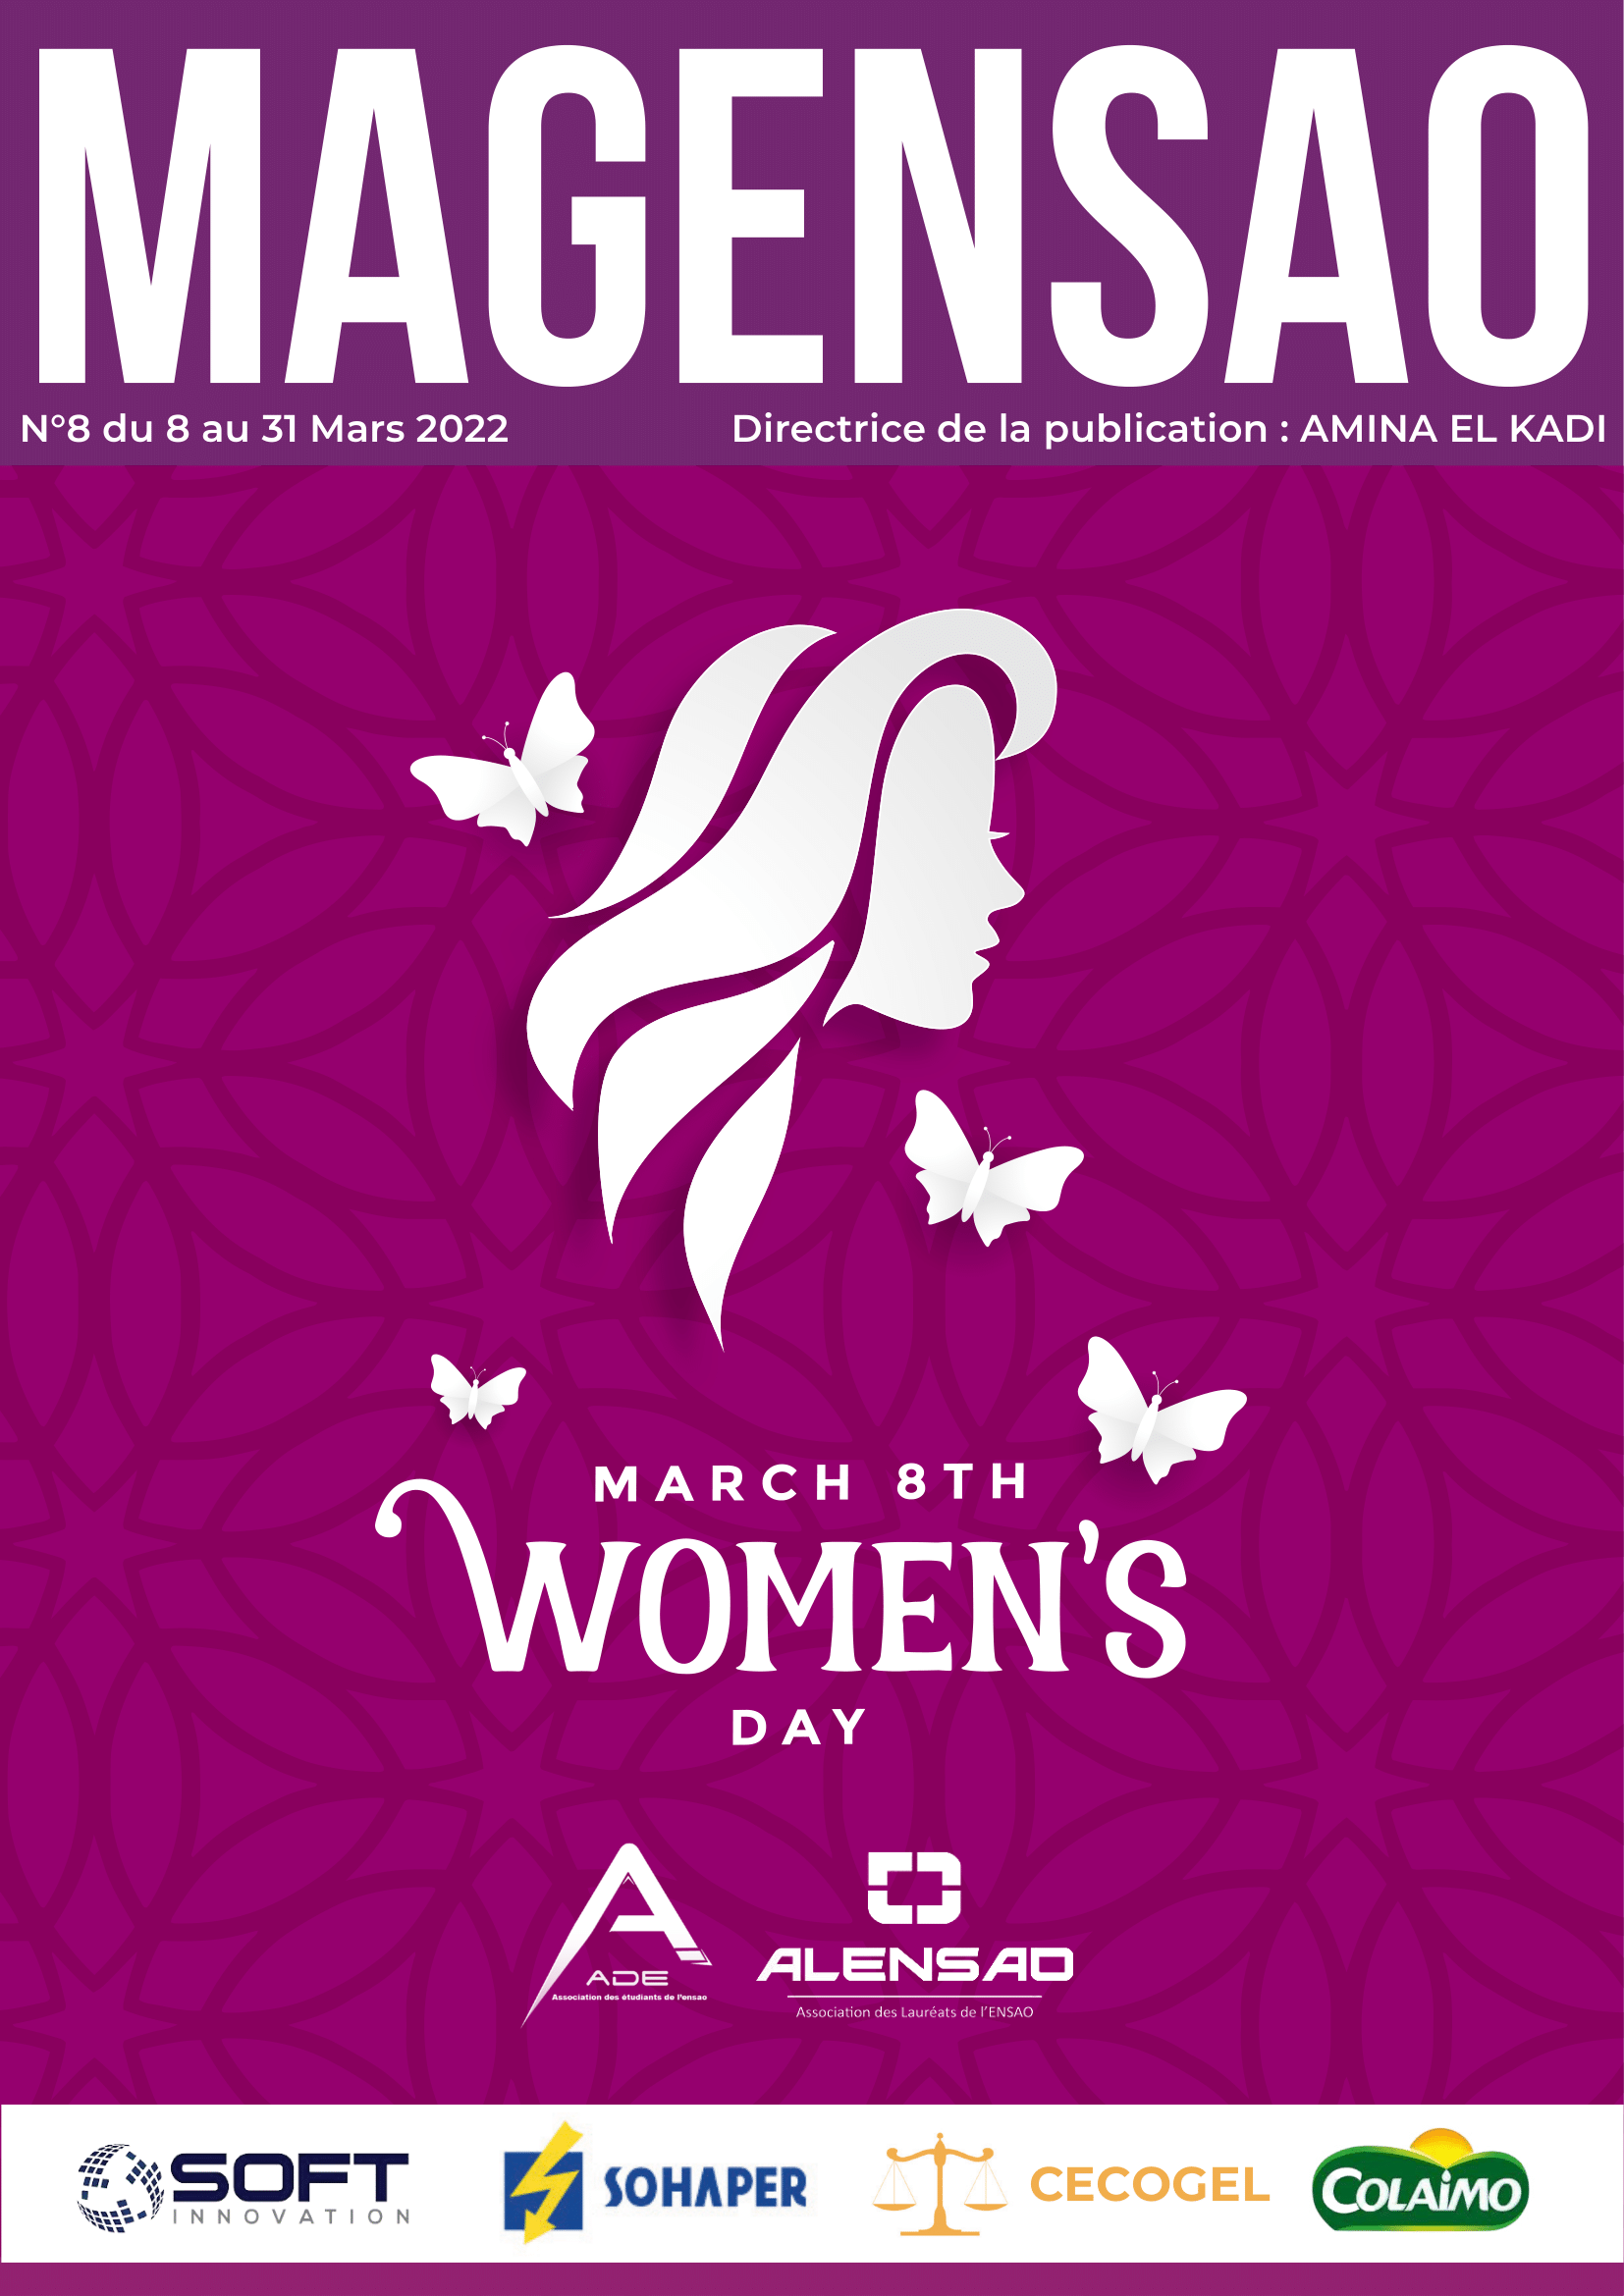 MAGENSAO
N°8 du 8 au 31 Mars 2022
Directrice de la publication : AMINA EL KADI
MARCH 8TH
WOMEN'S
DAY
ADE
Association des étudiants de l'ensao
ALENSAO
Association des Lauréats de l'ENSAO
SOFT
INNOVATION
SOHAPER
CECOGEL
COLAiMO